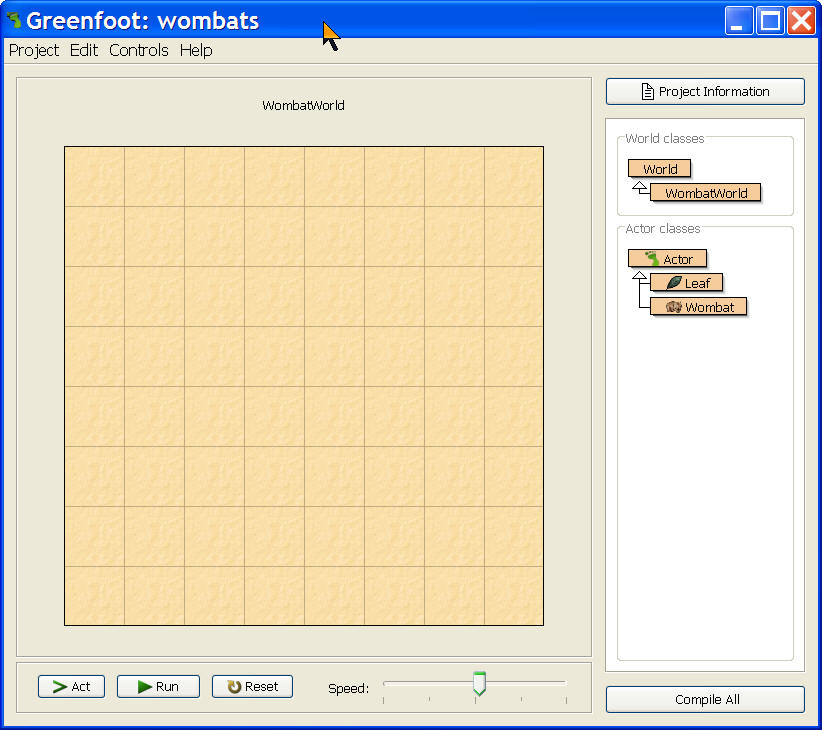 Greenfoot: wombats
Project Edit Controls Help
WombatWorld
Project Information
World classes
World
WombatWorld
Actor classes
Actor
Leaf
Wombat
Act Run Reset Speed:
Compile All